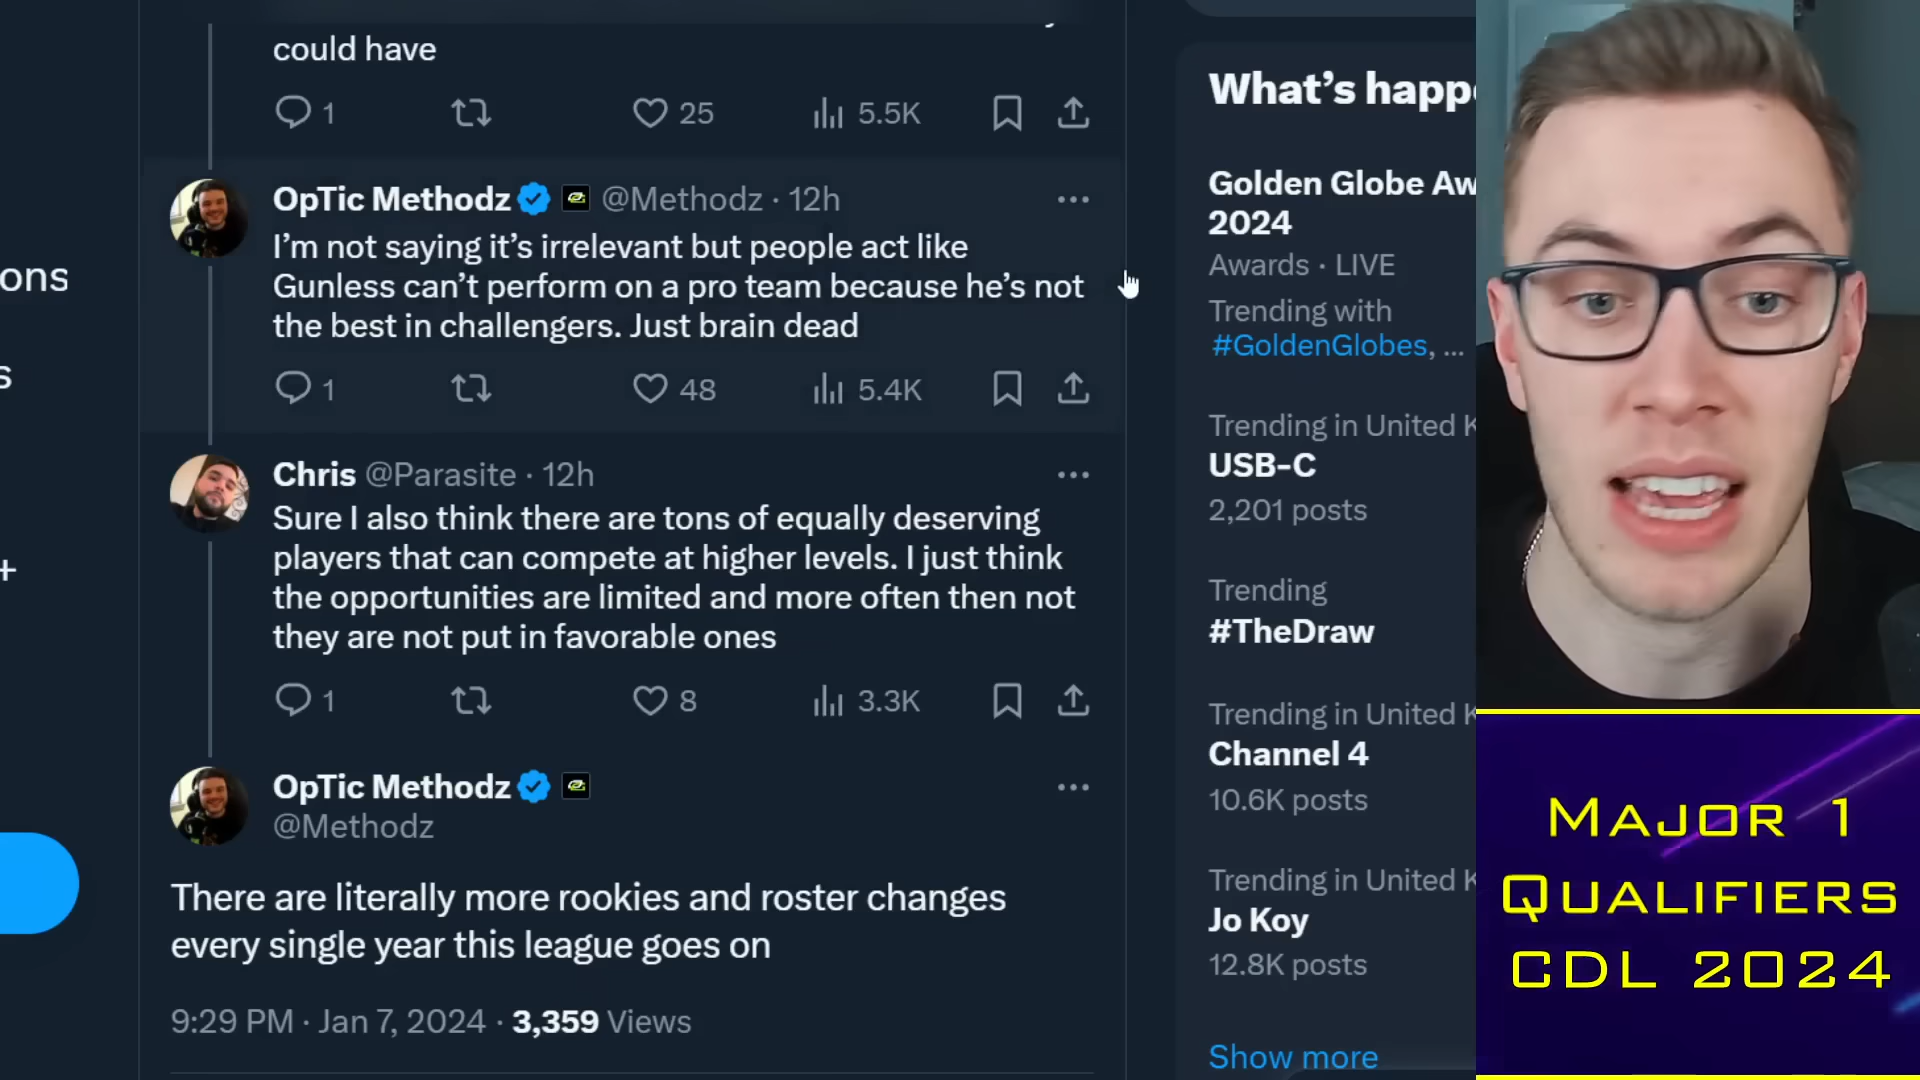 could have
1 25 5.5K
OpTic Methodz @Methodz · 12h
I'm not saying it's irrelevant but people act like
Gunless can't perform on a pro team because he's not
the best in challengers. Just brain dead
1 48 5.4K
Chris @Parasite · 12h
Sure I also think there are tons of equally deserving
players that can compete at higher levels. I just think
the opportunities are limited and more often then not
they are not put in favorable ones
1 8 3.3K
OpTic Methodz
@Methodz
There are literally more rookies and roster changes
every single year this league goes on
9:29 PM · Jan 7, 2024 · 3,359 Views
ons
s
+
What's happe
Golden Globe Aw
2024
Awards · LIVE
Trending with
#GoldenGlobes, ...
Trending in United K
USB-C
2,201 posts
Trending
#TheDraw
Trending in United K
Channel 4
10.6K posts
Trending in United K
Jo Koy
12.8K posts
Show more
Major 1
Qualifiers
CDL 2024